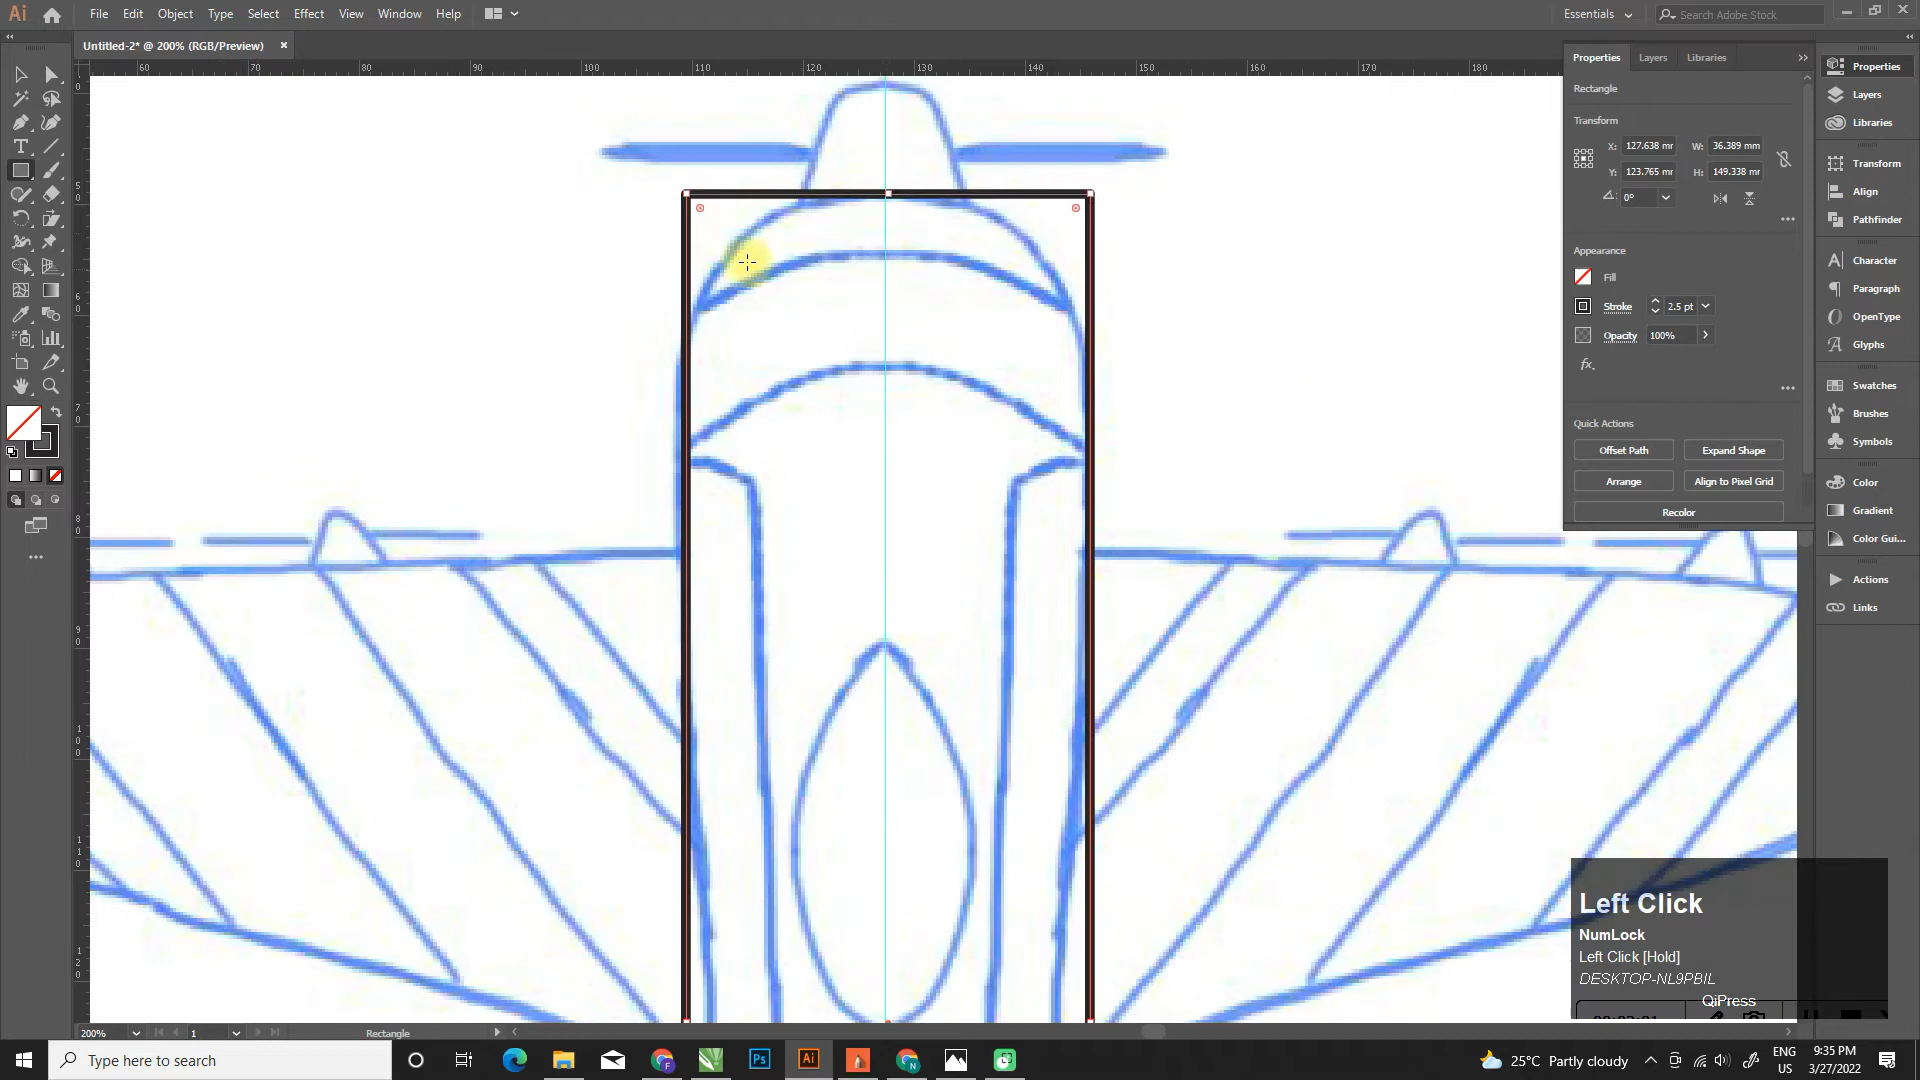 Ai File Edit Object Type Select Effect View Window Help Essentials Search Adobe Stock
Untitled-2* @ 200% (RGB/Preview)
60 70 80 90 100 110 120 130 140 150 160 170 180
Properties Layers Libraries
Rectangle
Transform
X: 127.638 mr W: 36.389 mm
Y: 123.765 mr H: 149.338 mr
0°
Appearance
Fill
Stroke 2.5 pt
Opacity 100%
fx.
Quick Actions
Offset Path Expand Shape
Arrange Align to Pixel Grid
Recolor
Properties
Layers
Libraries
Transform
Align
Pathfinder
Character
Paragraph
OpenType
Glyphs
Swatches
Brushes
Symbols
Color
Gradient
Color Gui...
Actions
Links
Left Click
NumLock
Left Click [Hold]
DESKTOP-NL9PBIL
QiPress
200% 1 Rectangle
Type here to search
25°C Partly cloudy
ENG
US
9:35 PM
3/27/2022